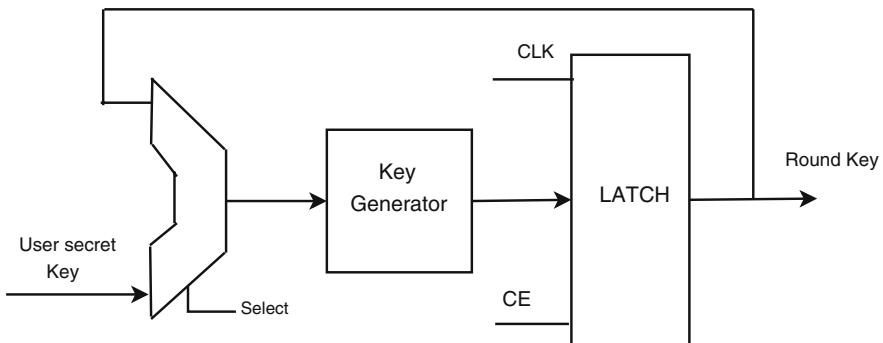 CLK
Key
Generator
LATCH
Round Key
User secret
Key
CE
Select